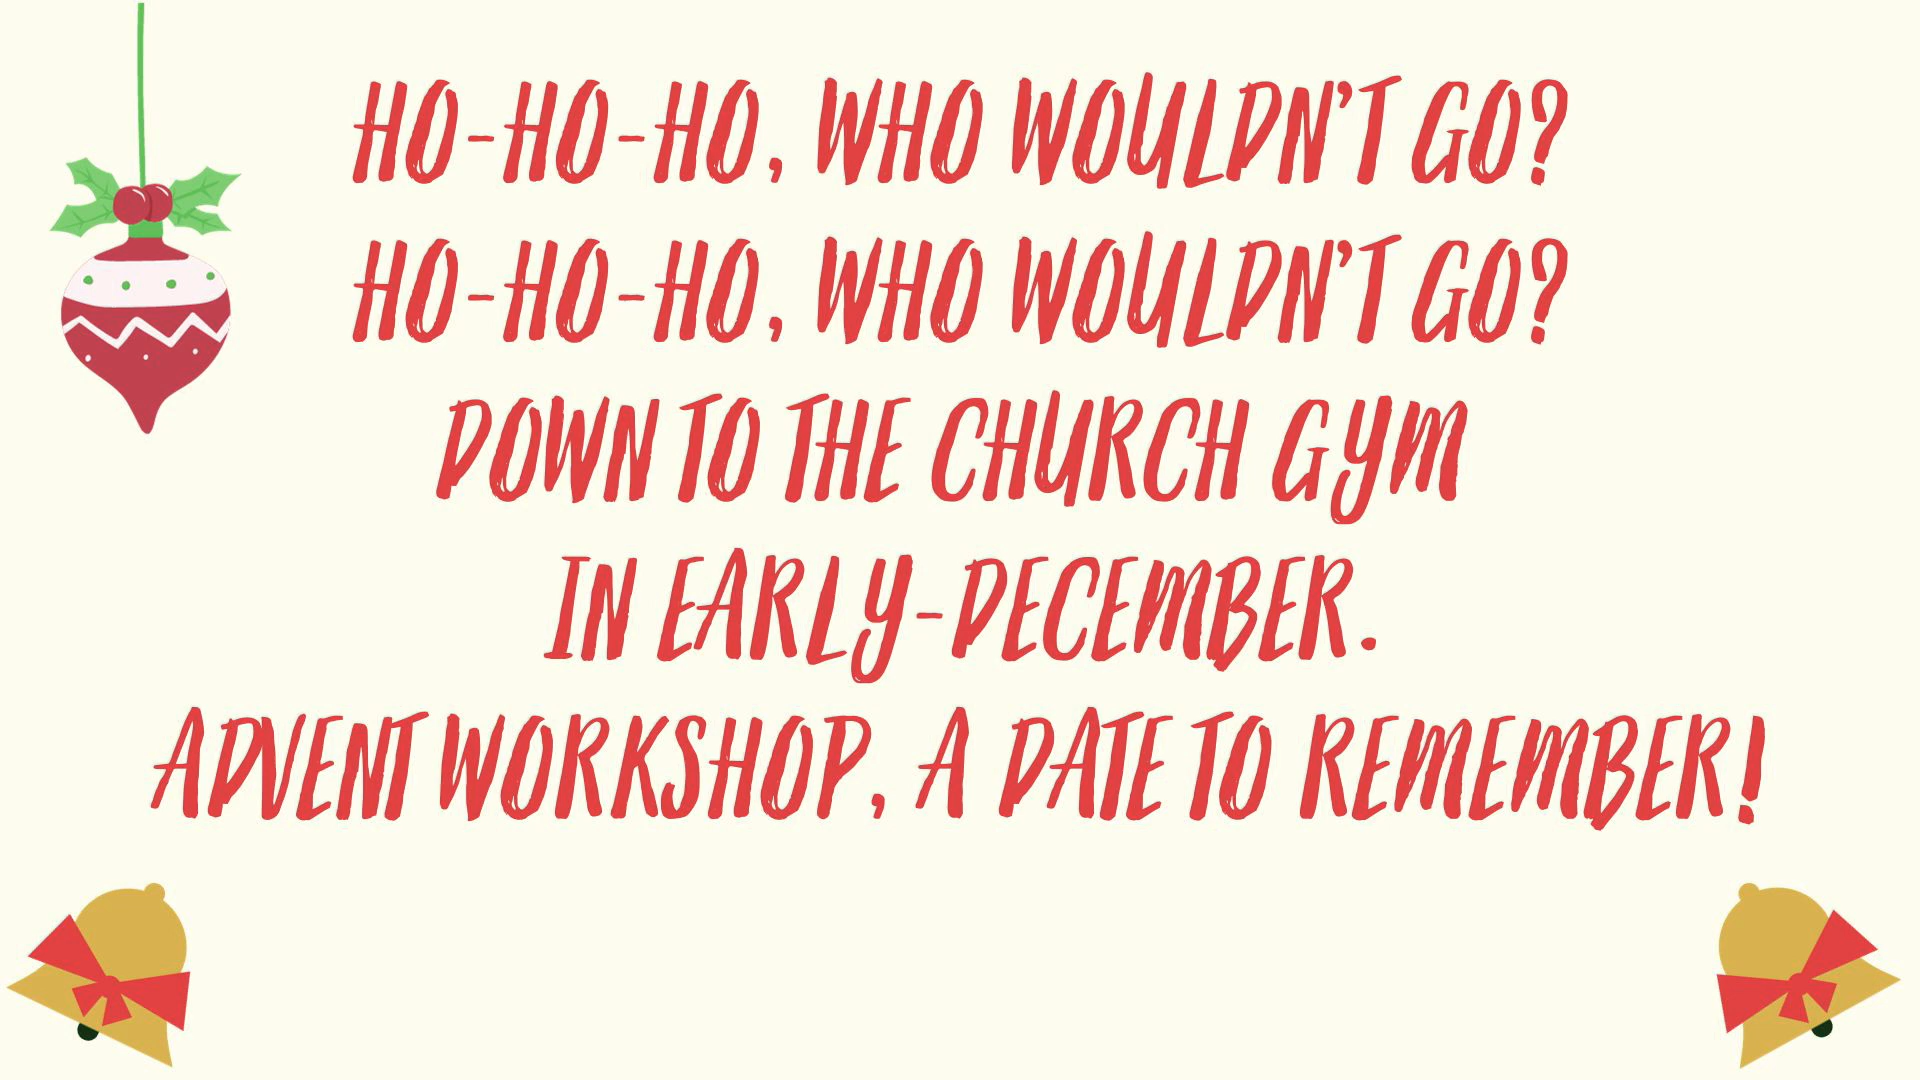 HO-HO-HO, WHO WOULDN'T GO?
HO-HO-HO, WHO WOULDN'T GO?
DOWN TO THE CHURCH GYM
IN EARLY-DECEMBER.
ADVENT WORKSHOP, A DATE TO REMEMBER!